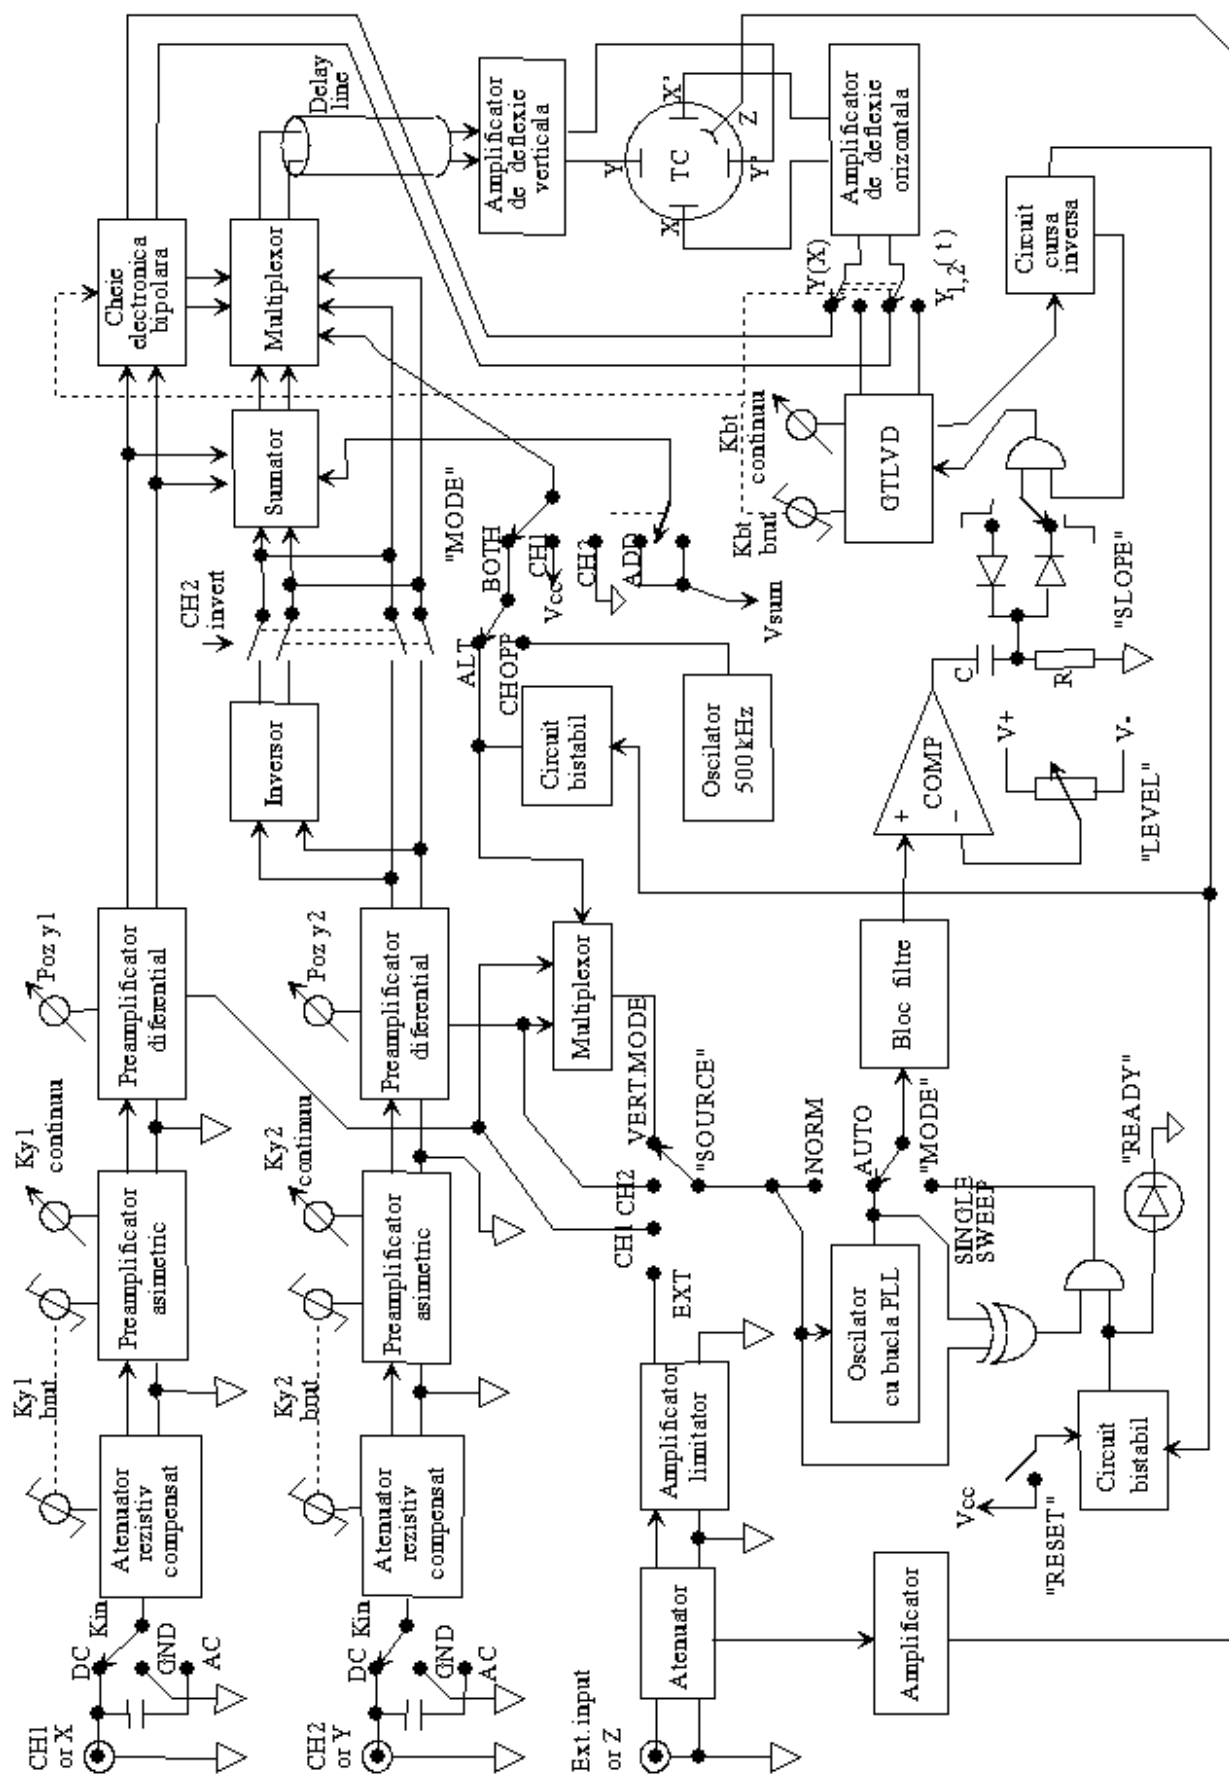 CH1
or X
DC
GND
AC
Kin
Atenuator
rezistiv
compensat
Ky1
brut
Preamplificator
asimetric
Ky1
continuu
Preamplificator
diferential
Poz y1
Cheie
electronica
bipolara
CH2
or Y
DC
GND
AC
Kin
Atenuator
rezistiv
compensat
Ky2
brut
Preamplificator
asimetric
Ky2
continuu
Preamplificator
diferential
Poz y2
Inversor
CH2
invert
Sumator
Multiplexor
Delay
line
Amplificator
de deflexie
verticala
Y
X
TC
X'
Y'
Z
Amplificator
de deflexie
orizontala
Y(X)
Y1,2(t)
"MODE"
BOTH
CH1
Vcc
CH2
ADD
Vsum
ALT
CHOPP
Circuit
bistabil
Oscilator
500 kHz
Multiplexor
Kbt
brut
Kbt
continuu
GTLVD
Circuit
cursa
inversa
Ext. input
or Z
Atenuator
Amplificator
limitator
EXT
CH1
CH2
VERTMODE
"SOURCE"
NORM
AUTO
"MODE"
SINGLE
SWEEP
Oscilator
cu bucla PLL
Bloc filtre
+
-
COMP
C
R
"SLOPE"
V+
V-
"LEVEL"
Amplificator
Vcc
"RESET"
Circuit
bistabil
"READY"